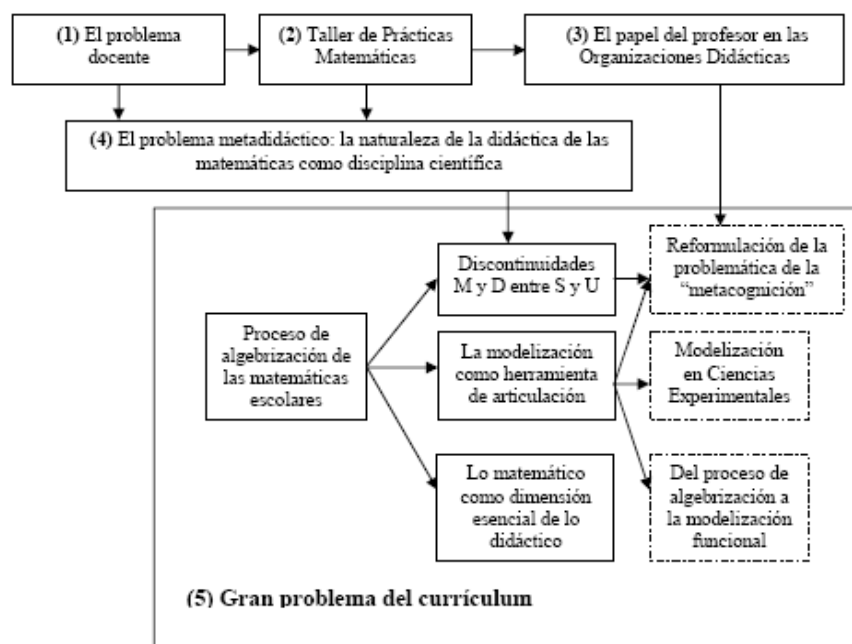 (1) El problema
docente
(2) Taller de Prácticas
Matemáticas
(3) El papel del profesor en las
Organizaciones Didácticas
(4) El problema metadidáctico: la naturaleza de la didáctica de las
matemáticas como disciplina científica
Discontinuidades
M y D entre S y U
Reformulación de la
problemática de la
“metacognición”
Proceso de
algebrización de
las matemáticas
escolares
La modelización
como herramienta
de articulación
Modelización
en Ciencias
Experimentales
Lo matemático
como dimensión
esencial de lo
didáctico
Del proceso de
algebrización a
la modelización
funcional
(5) Gran problema del currículum